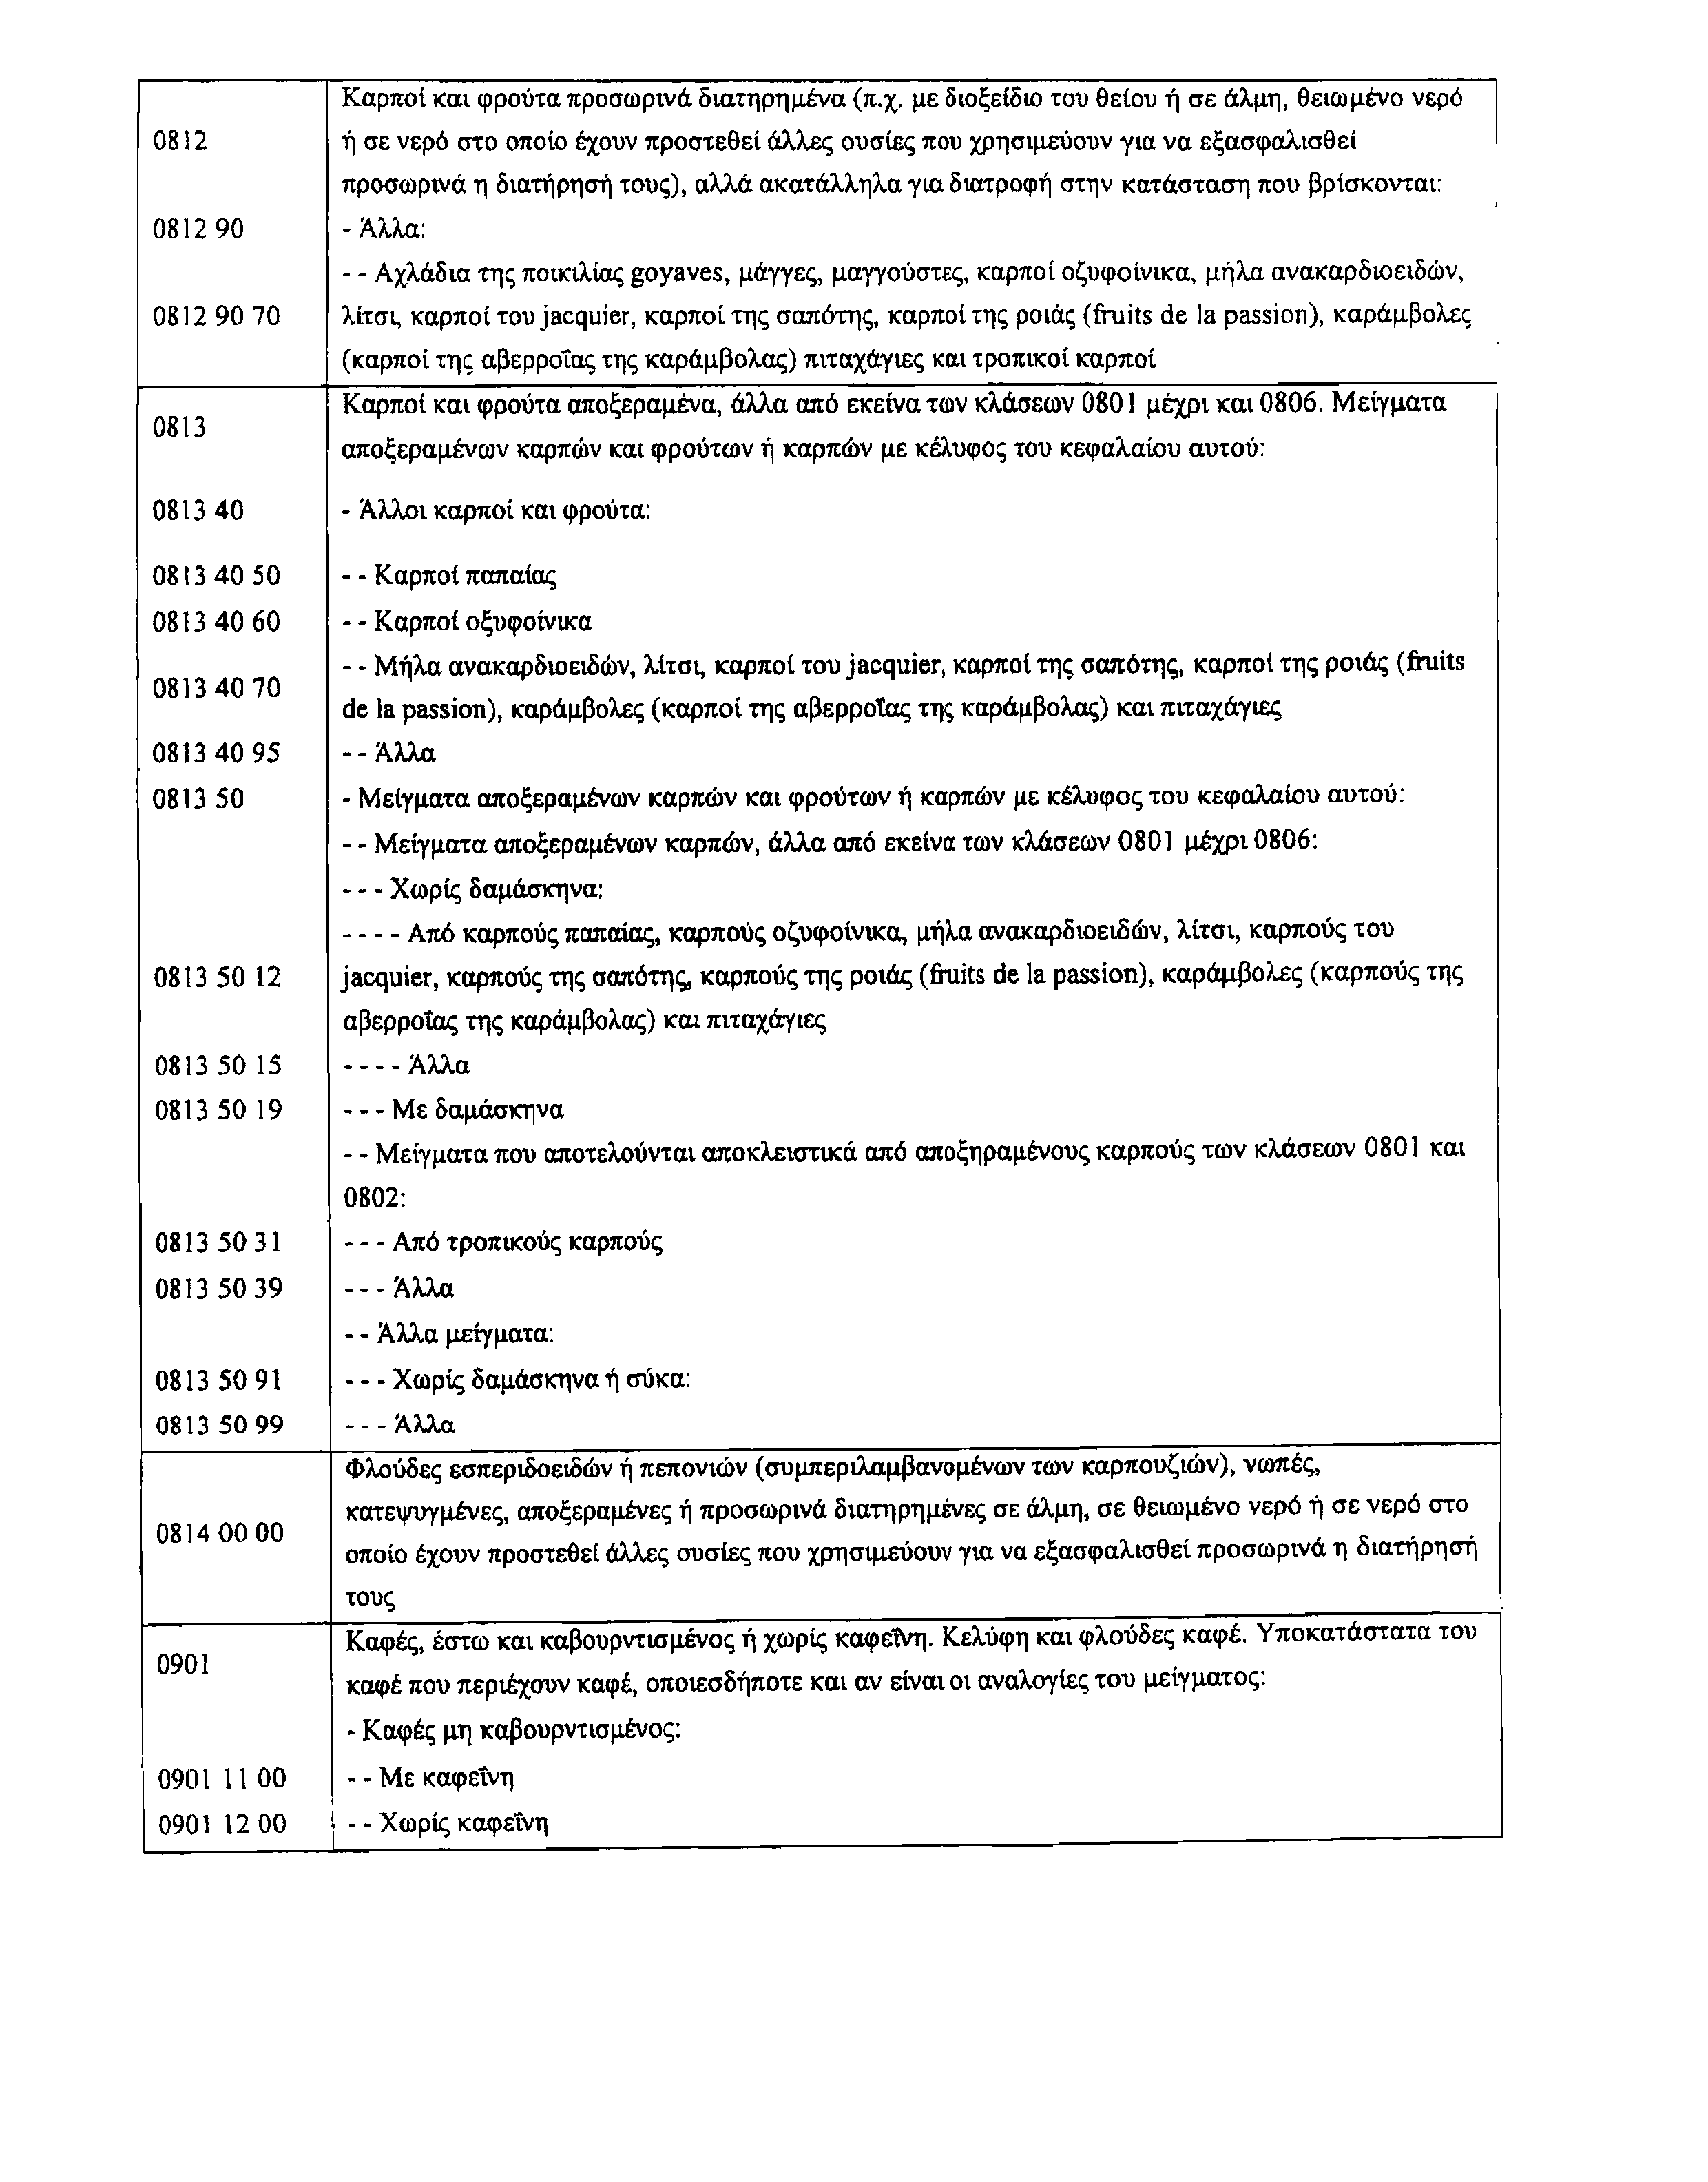 Καρποί και φρούτα προσωρινά διατηρημένα (π.χ. με διοξείδιο του θείου ή σε άλμη, θειωμένο νερό
0812 ή σε νερό στο οποίο έχουν προστεθεί άλλες ουσίες που χρησιμεύουν για να εξασφαλισθεί
προσωρινά η διατήρησή τους), αλλά ακατάλληλα για διατροφή στην κατάσταση που βρίσκονται:
0812 90 - Άλλα:
- - Αχλάδια της ποικιλίας goyaves, μάγγες, μαγγούστες, καρποί οζυφοίνικα, μήλα ανακαρδιοειδών,
0812 90 70 λίτσι, καρποί του jacquier, καρποί της σαπότης, καρποί της ροιάς (fruits de la passion), καράμβολες
(καρποί της αβερροΐας της καράμβολας) πιταχάγιες και τροπικοί καρποί
Καρποί και φρούτα αποξεραμένα, άλλα από εκείνα των κλάσεων 0801 μέχρι και 0806. Μείγματα
0813
αποξεραμένων καρπών και φρούτων ή καρπών με κέλυφος του κεφαλαίου αυτού:
0813 40 - Άλλοι καρποί και φρούτα:
0813 40 50 - - Καρποί παπαίας
0813 40 60 - - Καρποί οξυφοίνικα
- - Μήλα ανακαρδιοειδών, λίτσι, καρποί του jacquier, καρποί της σαπότης, καρποί της ροιάς (fruits
0813 40 70
de la passion), καράμβολες (καρποί της αβερροΐας της καράμβολας) και πιταχάγιες
0813 40 95 - - Άλλα
0813 50 - Μείγματα αποξεραμένων καρπών και φρούτων ή καρπών με κέλυφος του κεφαλαίου αυτού:
- - Μείγματα αποξεραμένων καρπών, άλλα από εκείνα των κλάσεων 0801 μέχρι 0806:
- - - Χωρίς δαμάσκηνα:
- - - - Από καρπούς παπαίας, καρπούς οζυφοίνικα, μήλα ανακαρδιοειδών, λίτσι, καρπούς του
0813 50 12 jacquier, καρπούς της σαπότης, καρπούς της ροιάς (fruits de la passion), καράμβολες (καρπούς της
αβερροΐας της καράμβολας) και πιταχάγιες
0813 50 15 - - - - Άλλα
0813 50 19 - - - Με δαμάσκηνα
- - Μείγματα που αποτελούνται αποκλειστικά από αποξηραμένους καρπούς των κλάσεων 0801 και
0802:
0813 50 31 - - - Από τροπικούς καρπούς
0813 50 39 - - - Άλλα
- - Άλλα μείγματα:
0813 50 91 - - - Χωρίς δαμάσκηνα ή σύκα:
0813 50 99 - - - Άλλα
Φλούδες εσπεριδοειδών ή πεπονιών (συμπεριλαμβανομένων των καρπουζιών), νωπές,
κατεψυγμένες, αποξεραμένες ή προσωρινά διατηρημένες σε άλμη, σε θειωμένο νερό ή σε νερό στο
0814 00 00
οποίο έχουν προστεθεί άλλες ουσίες που χρησιμεύουν για να εξασφαλισθεί προσωρινά η διατήρησή
τους
Καφές, έστω και καβουρντισμένος ή χωρίς καφεΐνη. Κελύφη και φλούδες καφέ. Υποκατάστατα του
0901
καφέ που περιέχουν καφέ, οποιεσδήποτε και αν είναι οι αναλογίες του μείγματος:
- Καφές μη καβουρντισμένος:
0901 11 00 - - Με καφεΐνη
0901 12 00 - - Χωρίς καφεΐνη